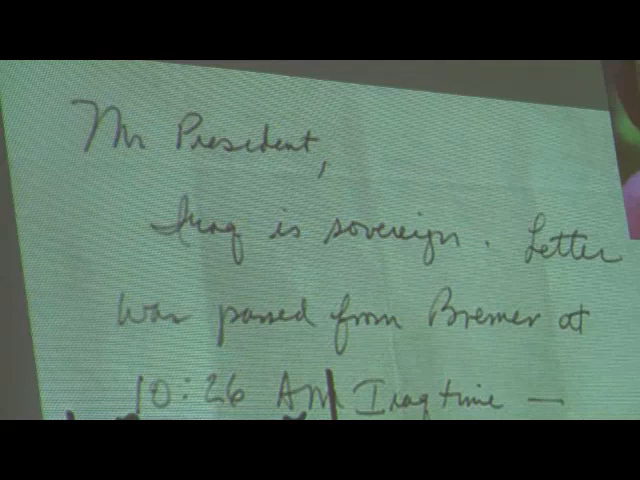 Mr President,
Iraq is sovereign. Letter
was passed from Bremer at
10:26 AM Iraq time —